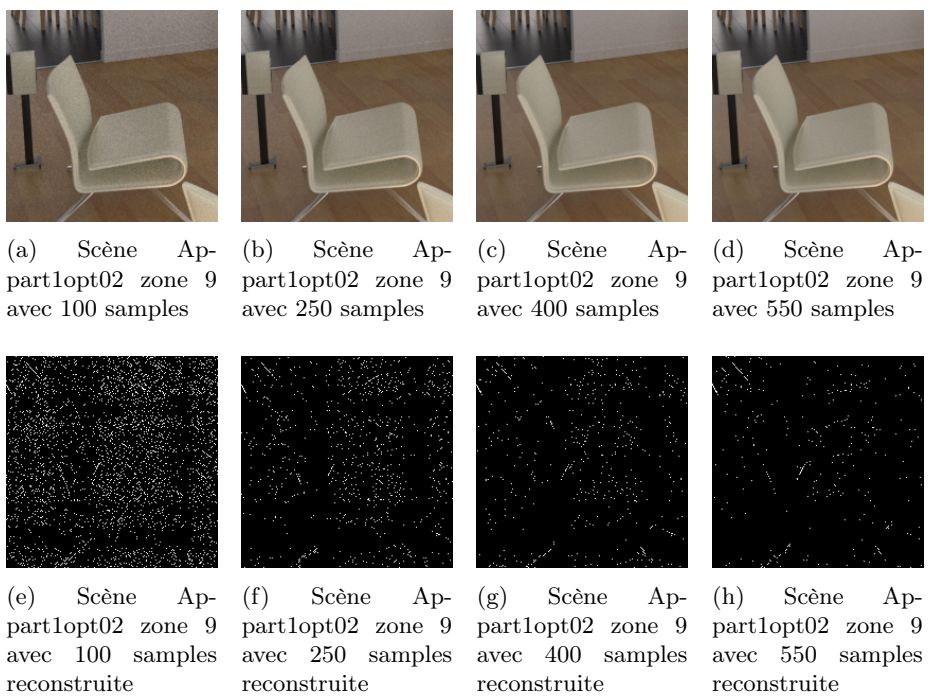 (a) Scène Ap-
part1opt02 zone 9
avec 100 samples
(b) Scène Ap-
part1opt02 zone 9
avec 250 samples
(c) Scène Ap-
part1opt02 zone 9
avec 400 samples
(d) Scène Ap-
part1opt02 zone 9
avec 550 samples
(e) Scène Ap-
part1opt02 zone 9
avec 100 samples
reconstruite
(f) Scène Ap-
part1opt02 zone 9
avec 250 samples
reconstruite
(g) Scène Ap-
part1opt02 zone 9
avec 400 samples
reconstruite
(h) Scène Ap-
part1opt02 zone 9
avec 550 samples
reconstruite